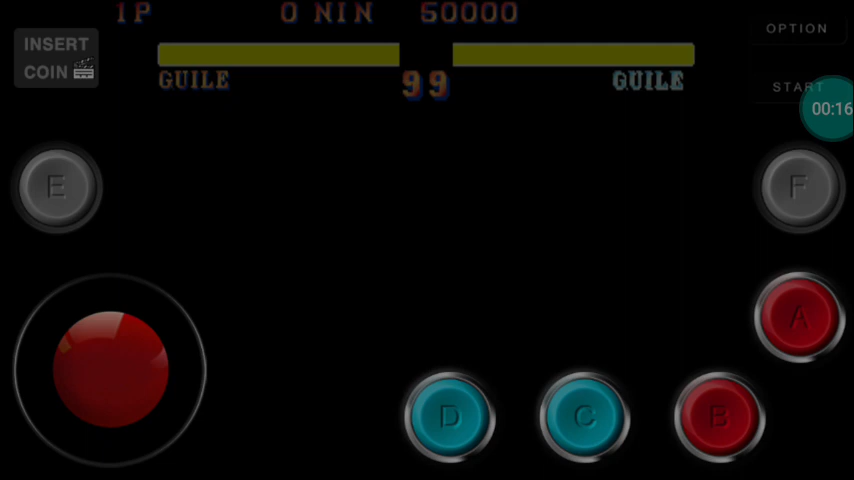 1P 0 NIN 50000
INSERT
COIN
OPTION
GUILE 99 GUILE
START
00:16
E
F
A
D C B